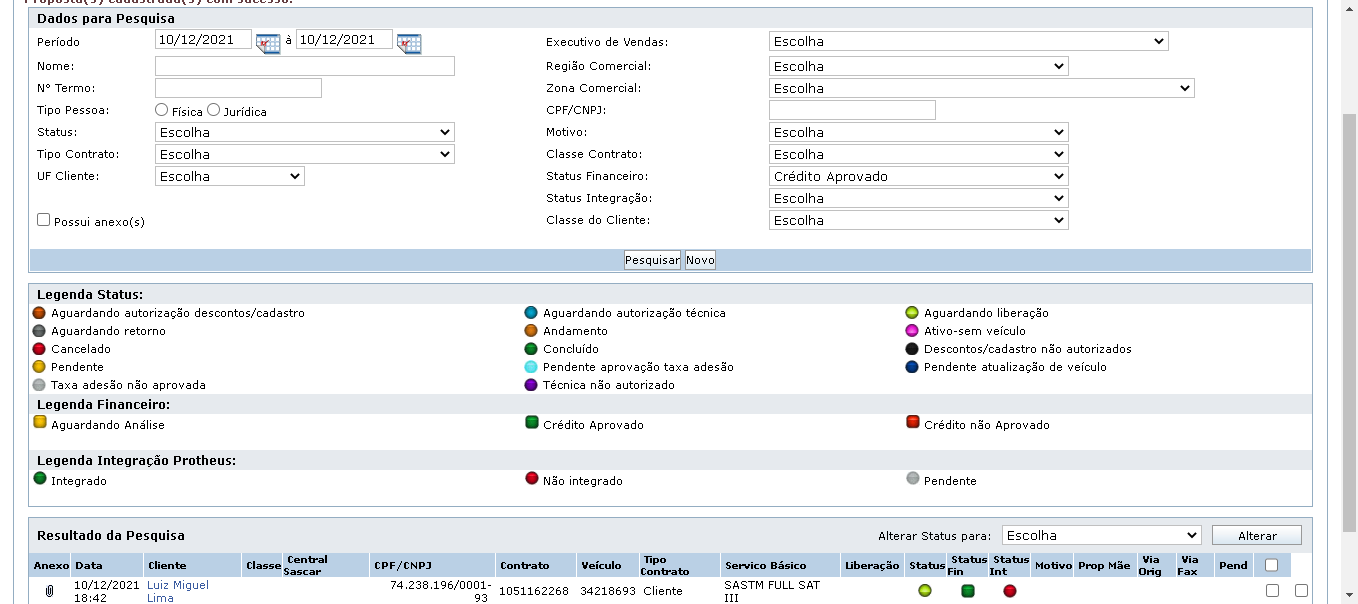 Proposta(s) cadastrada(s) com sucesso.
Dados para Pesquisa
Período 10/12/2021 à 10/12/2021 Executivo de Vendas: Escolha
Nome: Região Comercial: Escolha
N° Termo: Zona Comercial: Escolha
Tipo Pessoa: Física Jurídica CPF/CNPJ:
Status: Escolha Motivo: Escolha
Tipo Contrato: Escolha Classe Contrato: Escolha
UF Cliente: Escolha Status Financeiro: Crédito Aprovado
Status Integração: Escolha
Possui anexo(s) Classe do Cliente: Escolha
Pesquisar Novo
Legenda Status:
Aguardando autorização descontos/cadastro Aguardando autorização técnica Aguardando liberação
Aguardando retorno Andamento Ativo-sem veículo
Cancelado Concluído Descontos/cadastro não autorizados
Pendente Pendente aprovação taxa adesão Pendente atualização de veículo
Taxa adesão não aprovada Técnica não autorizado
Legenda Financeiro:
Aguardando Análise Crédito Aprovado Crédito não Aprovado
Legenda Integração Protheus:
Integrado Não integrado Pendente
Resultado da Pesquisa Alterar Status para: Escolha Alterar
Anexo Data Cliente Classe Central Sascar CPF/CNPJ Contrato Veículo Tipo Contrato Servico Básico Liberação Status Status Fin Status Int Motivo Prop Mãe Via Orig Via Fax Pend
10/12/2021 18:42 Luiz Miguel Lima 74.238.196/0001-93 1051162268 34218693 Cliente SASTM FULL SAT III